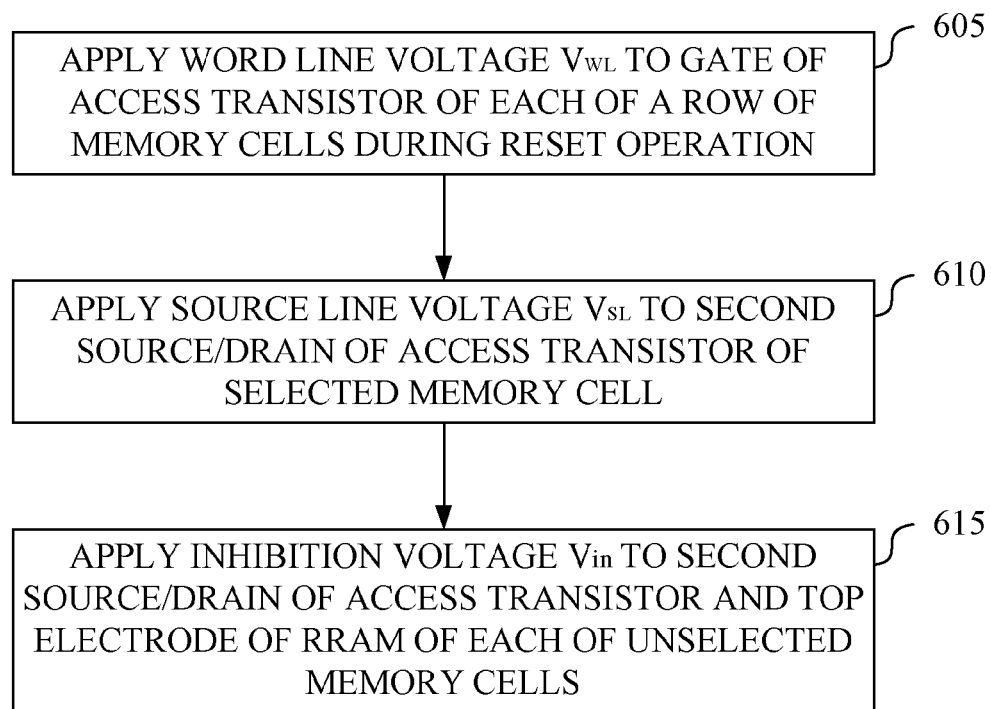 605
APPLY WORD LINE VOLTAGE VWL TO GATE OF
ACCESS TRANSISTOR OF EACH OF A ROW OF
MEMORY CELLS DURING RESET OPERATION
610
APPLY SOURCE LINE VOLTAGE VSL TO SECOND
SOURCE/DRAIN OF ACCESS TRANSISTOR OF
SELECTED MEMORY CELL
615
APPLY INHIBITION VOLTAGE Vin TO SECOND
SOURCE/DRAIN OF ACCESS TRANSISTOR AND TOP
ELECTRODE OF RRAM OF EACH OF UNSELECTED
MEMORY CELLS